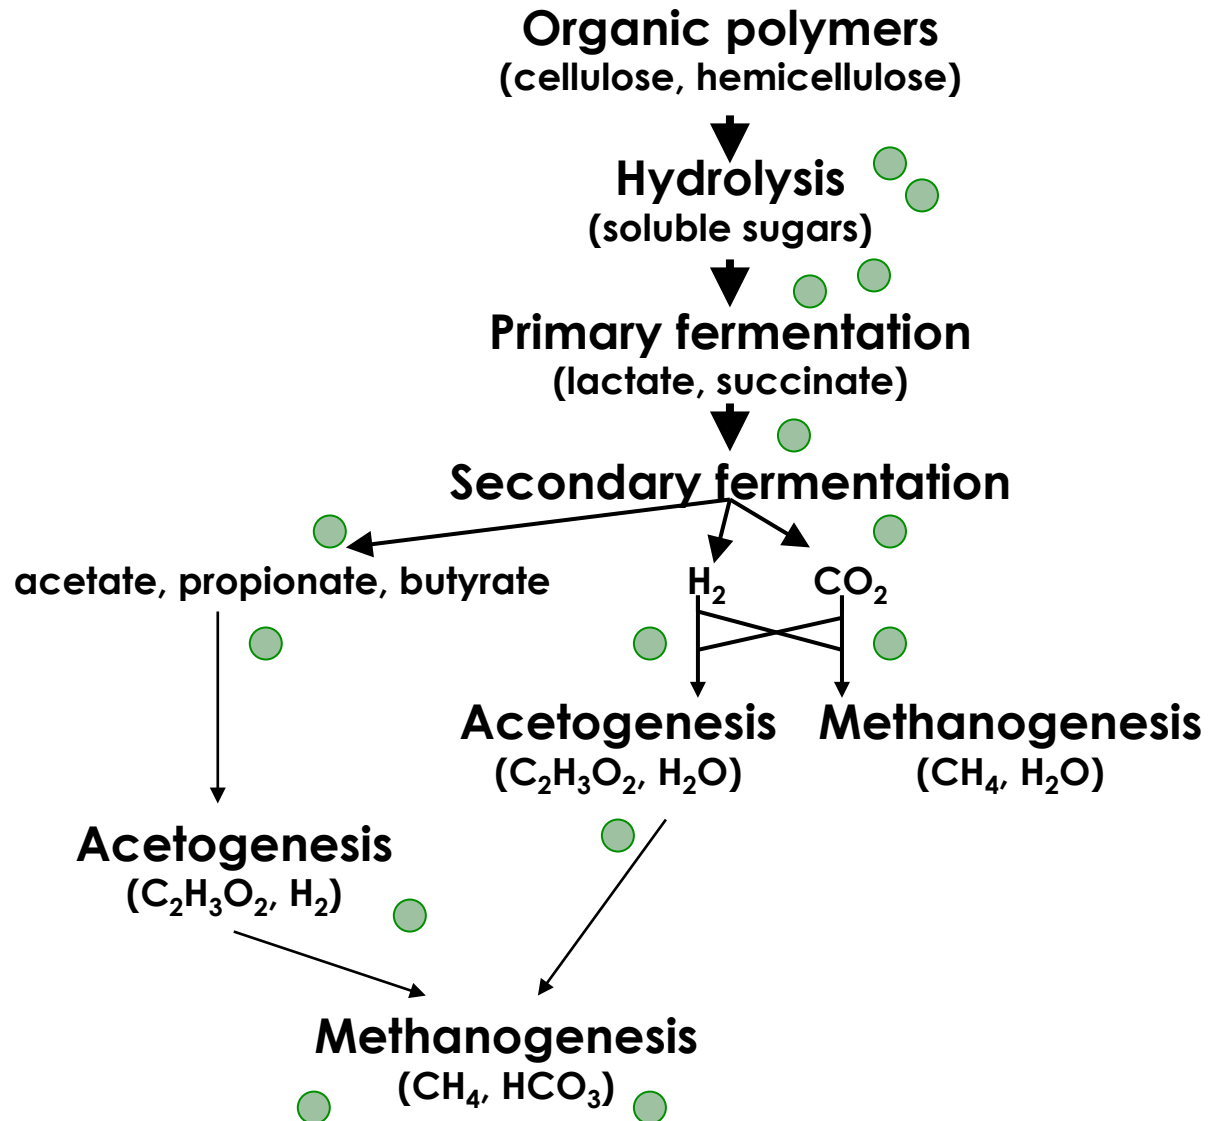 Organic polymers
(cellulose, hemicellulose)
Hydrolysis
(soluble sugars)
Primary fermentation
(lactate, succinate)
Secondary fermentation
acetate, propionate, butyrate
H₂
CO₂
Acetogenesis
(C₂H₃O₂, H₂O)
Methanogenesis
(CH₄, H₂O)
Acetogenesis
(C₂H₃O₂, H₂)
Methanogenesis
(CH₄, HCO₃)